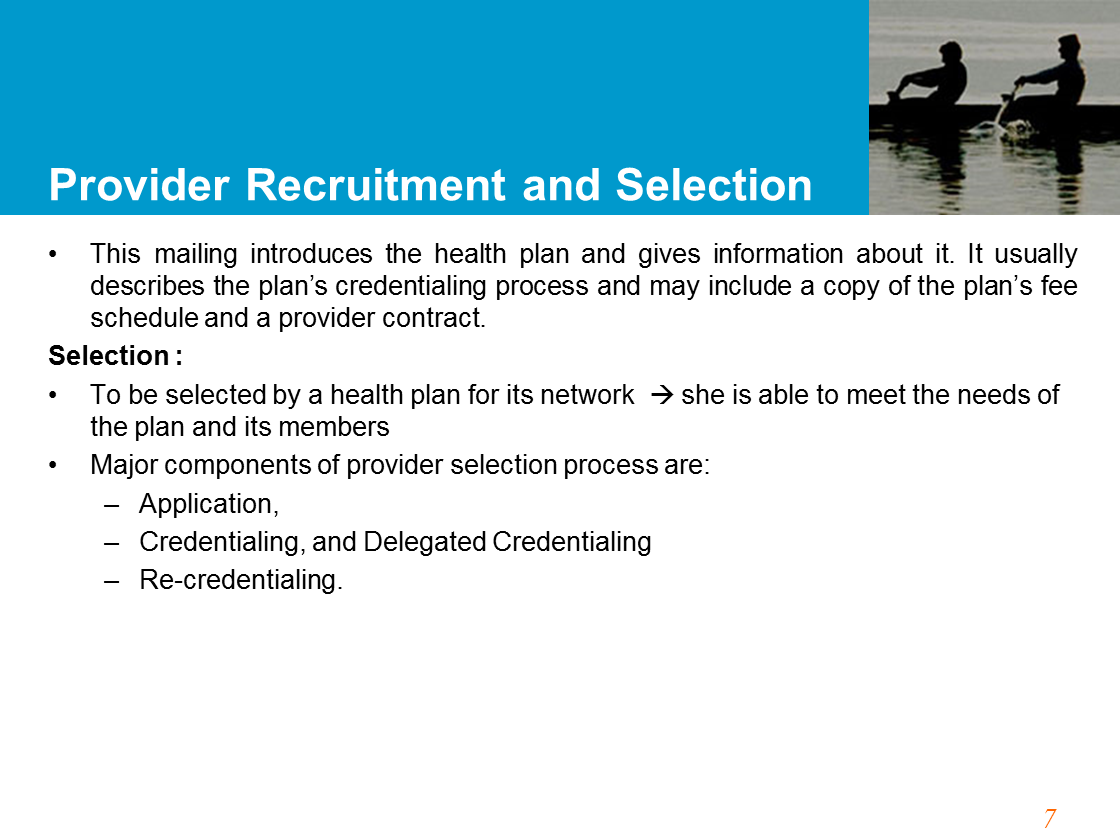 Provider Recruitment and Selection
• This mailing introduces the health plan and gives information about it. It usually
describes the plan’s credentialing process and may include a copy of the plan’s fee
schedule and a provider contract.
Selection :
• To be selected by a health plan for its network → she is able to meet the needs of
the plan and its members
• Major components of provider selection process are:
– Application,
– Credentialing, and Delegated Credentialing
– Re-credentialing.
7